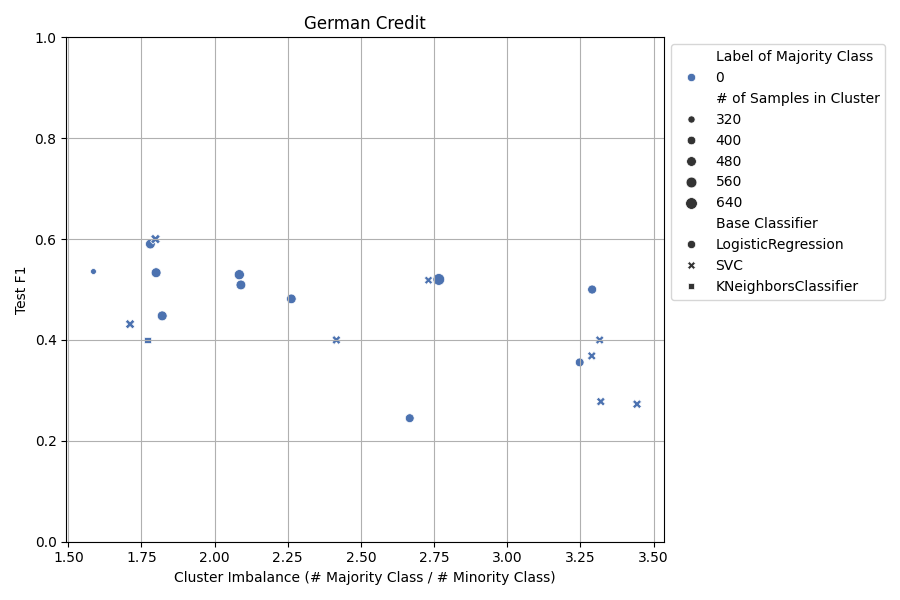 German Credit
1.0
0.8
0.6
0.4
0.2
0.0
Test F1
1.50
1.75
2.00
2.25
2.50
2.75
3.00
3.25
3.50
Cluster Imbalance (# Majority Class / # Minority Class)
Label of Majority Class
0
# of Samples in Cluster
320
400
480
560
640
Base Classifier
LogisticRegression
SVC
KNeighborsClassifier